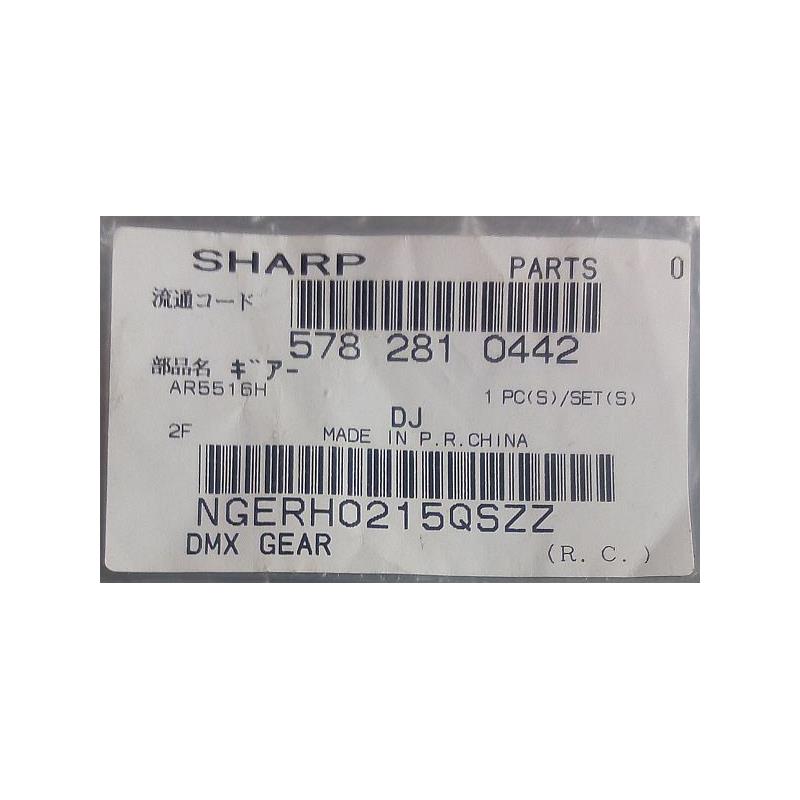 SHARP PARTS 0
流通コード
578 281 0442
部品名 ギアー
AR5516H 1 PC(S)/SET(S)
DJ
2F MADE IN P.R.CHINA
NGERH0215QSZZ
DMX GEAR (R. C.)